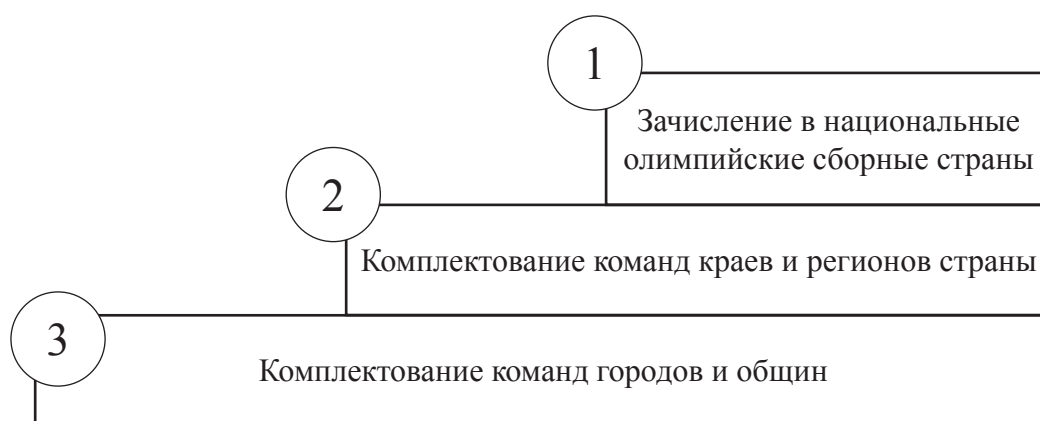 1
Зачисление в национальные
олимпийские сборные страны
2
Комплектование команд краев и регионов страны
3
Комплектование команд городов и общин